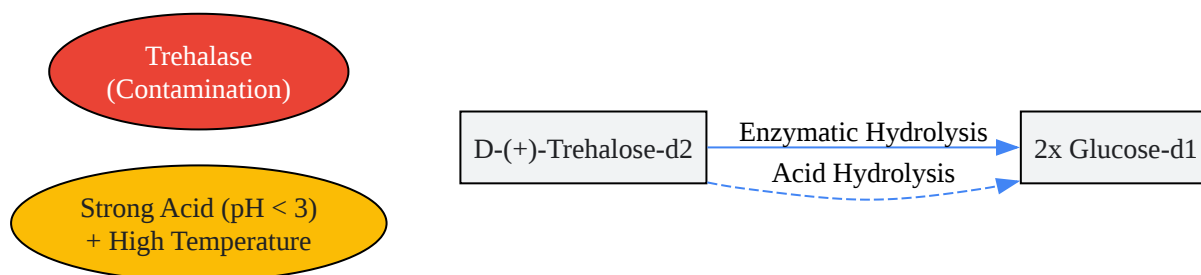 Trehalase
(Contamination)
Strong Acid (pH < 3)
+ High Temperature
D-(+)-Trehalose-d2
Enzymatic Hydrolysis
Acid Hydrolysis
2x Glucose-d1